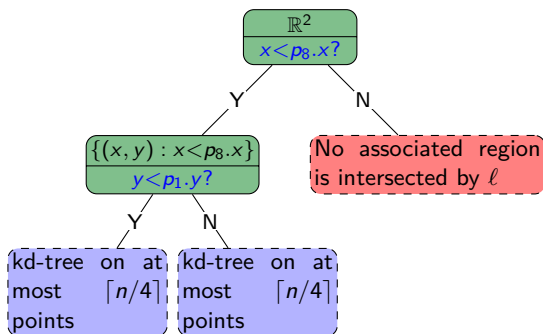 ℝ²
x<p₈.x?
Y
N
{(x, y) : x<p₈.x}
y<p₁.y?
No associated region
is intersected by ℓ
Y
N
kd-tree on at
most ⌈n/4⌉
points
kd-tree on at
most ⌈n/4⌉
points